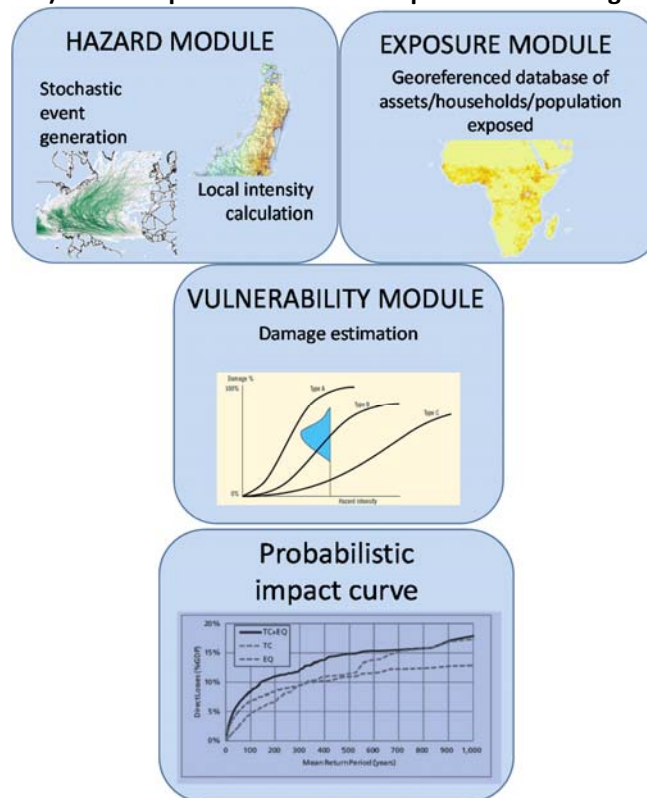 HAZARD MODULE
Stochastic
event
generation
Local intensity
calculation
EXPOSURE MODULE
Georeferenced database of
assets/households/population
exposed
VULNERABILITY MODULE
Damage estimation
Damage %
100%
Type A
Type B
Type C
0%
Hazard intensity
Probabilistic
impact curve
20%
15%
10%
5%
0%
Direct Losses (%GDP)
TC+EQ
TC
EQ
0 100 200 300 400 500 600 700 800 900 1,000
Mean Return Period (years)